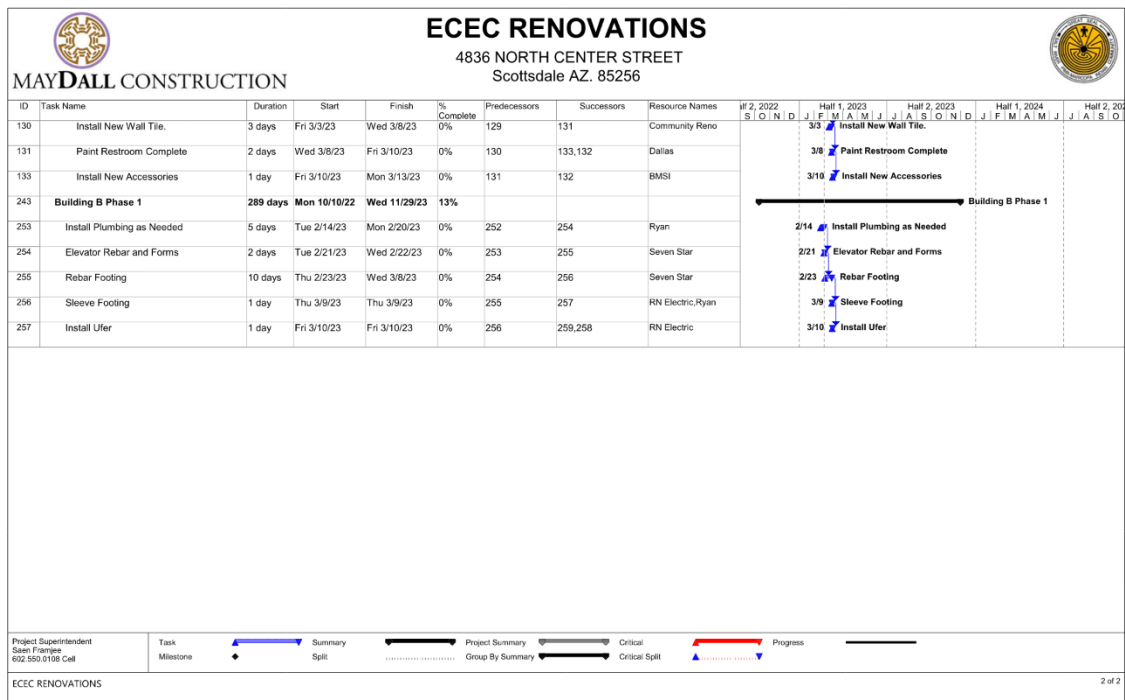 ECEC RENOVATIONS
4836 NORTH CENTER STREET
Scottsdale AZ. 85256
MAYDALL CONSTRUCTION
ID Task Name Duration Start Finish % Complete Predecessors Successors Resource Names
alf 2, 2022 Half 1, 2023 Half 2, 2023 Half 1, 2024 Half 2, 202
S O N D J F M A M J J A S O N D J F M A M J J A S O
130 Install New Wall Tile. 3 days Fri 3/3/23 Wed 3/8/23 0% 129 131 Community Reno 3/3 Install New Wall Tile.
131 Paint Restroom Complete 2 days Wed 3/8/23 Fri 3/10/23 0% 130 133,132 Dallas 3/8 Paint Restroom Complete
133 Install New Accessories 1 day Fri 3/10/23 Mon 3/13/23 0% 131 132 BMSI 3/10 Install New Accessories
243 Building B Phase 1 289 days Mon 10/10/22 Wed 11/29/23 13% Building B Phase 1
253 Install Plumbing as Needed 5 days Tue 2/14/23 Mon 2/20/23 0% 252 254 Ryan 2/14 Install Plumbing as Needed
254 Elevator Rebar and Forms 2 days Tue 2/21/23 Wed 2/22/23 0% 253 255 Seven Star 2/21 Elevator Rebar and Forms
255 Rebar Footing 10 days Thu 2/23/23 Wed 3/8/23 0% 254 256 Seven Star 2/23 Rebar Footing
256 Sleeve Footing 1 day Thu 3/9/23 Thu 3/9/23 0% 255 257 RN Electric,Ryan 3/9 Sleeve Footing
257 Install Ufer 1 day Fri 3/10/23 Fri 3/10/23 0% 256 259,258 RN Electric 3/10 Install Ufer
Project Superintendent
Saen Framjee
602.550.0108 Cell
Task Summary Project Summary Critical Progress
Milestone Split Group By Summary Critical Split
ECEC RENOVATIONS 2 of 2